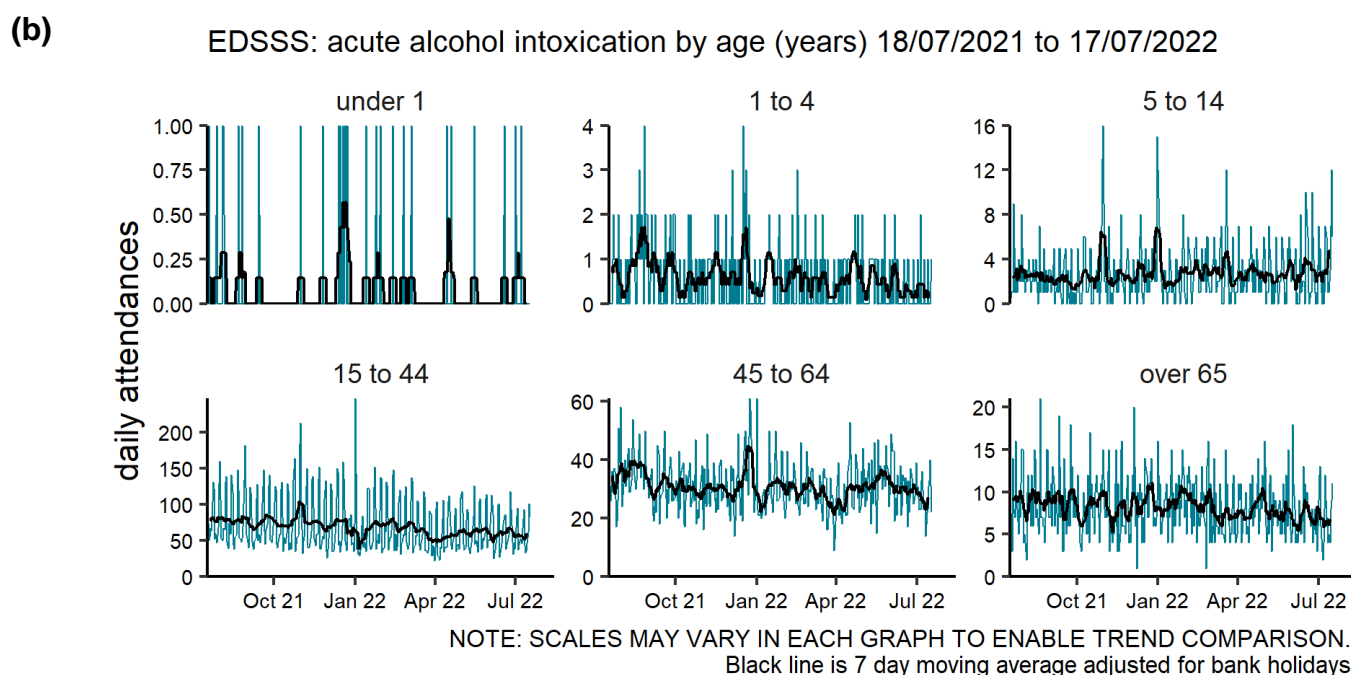 (b)
EDSSS: acute alcohol intoxication by age (years) 18/07/2021 to 17/07/2022
daily attendances
under 1
1.00
0.75
0.50
0.25
0.00
1 to 4
4
3
2
1
0
5 to 14
16
12
8
4
0
15 to 44
200
150
100
50
0
Oct 21 Jan 22 Apr 22 Jul 22
45 to 64
60
40
20
0
Oct 21 Jan 22 Apr 22 Jul 22
over 65
20
15
10
5
0
Oct 21 Jan 22 Apr 22 Jul 22
NOTE: SCALES MAY VARY IN EACH GRAPH TO ENABLE TREND COMPARISON.
Black line is 7 day moving average adjusted for bank holidays